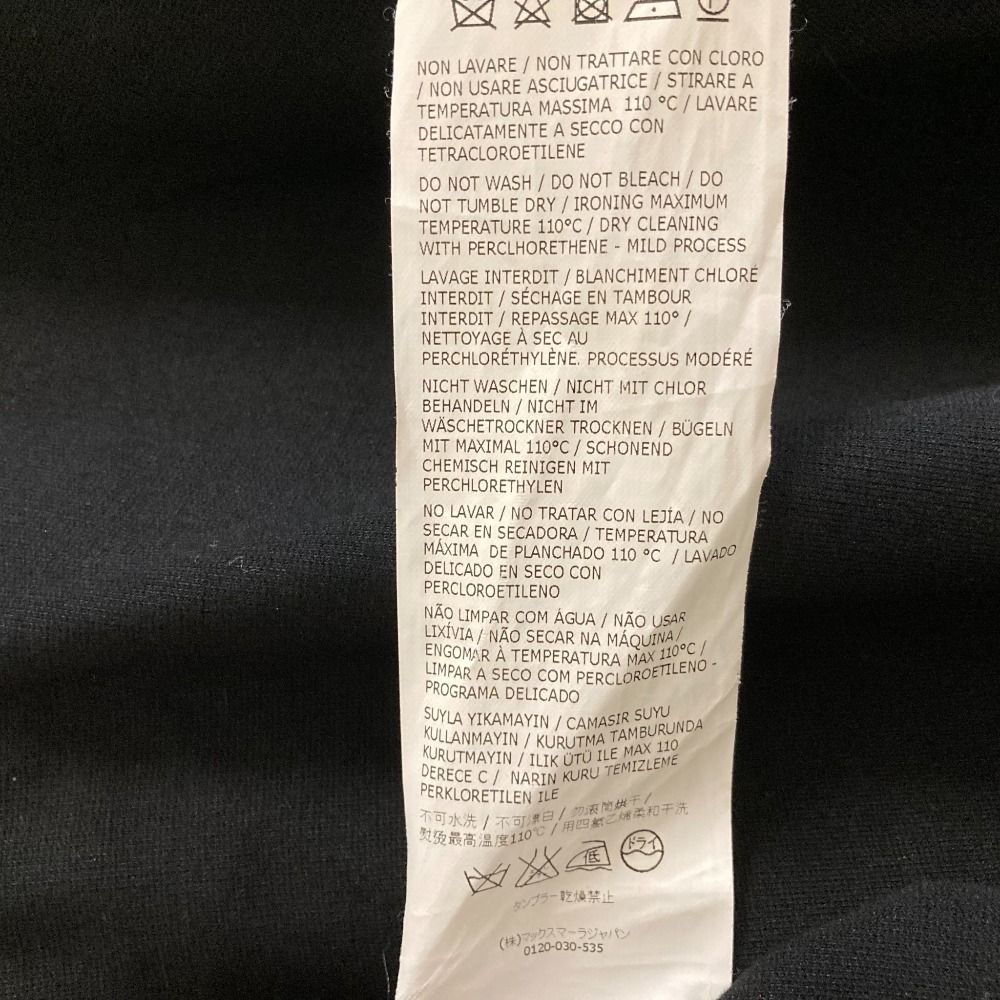 NON LAVARE / NON TRATTARE CON CLORO
/ NON USARE ASCIUGATRICE / STIRARE A
TEMPERATURA MASSIMA 110 °C / LAVARE
DELICATAMENTE A SECCO CON
TETRACLOROETILENE
DO NOT WASH / DO NOT BLEACH / DO
NOT TUMBLE DRY / IRONING MAXIMUM
TEMPERATURE 110°C / DRY CLEANING
WITH PERCLHORETHENE - MILD PROCESS
LAVAGE INTERDIT / BLANCHIMENT CHLORÉ
INTERDIT / SÉCHAGE EN TAMBOUR
INTERDIT / REPASSAGE MAX 110° /
NETTOYAGE À SEC AU
PERCHLORÉTHYLÈNE. PROCESSUS MODÉRÉ
NICHT WASCHEN / NICHT MIT CHLOR
BEHANDELN / NICHT IM
WÄSCHETROCKNER TROCKNEN / BÜGELN
MIT MAXIMAL 110°C / SCHONEND
CHEMISCH REINIGEN MIT
PERCHLORETHYLEN
NO LAVAR / NO TRATAR CON LEJÍA / NO
SECAR EN SECADORA / TEMPERATURA
MÁXIMA DE PLANCHADO 110 °C / LAVADO
DELICADO EN SECO CON
PERCLOROETILENO
NÃO LIMPAR COM ÁGUA / NÃO USAR
LIXÍVIA / NÃO SECAR NA MÁQUINA /
ENGOMAR À TEMPERATURA MAX 110°C /
LIMPAR A SECO COM PERCLOROETILENO -
PROGRAMA DELICADO
SUYLA YIKAMAYIN / CAMASIR SUYU
KULLANMAYIN / KURUTMA TAMBURUNDA
KURUTMAYIN / ILIK ÜTÜ ILE MAX 110
DERECE C / NARIN KURU TEMIZLEME
PERKLORETILEN ILE
不可水洗 / 不可漂白 / 勿滚筒烘干 /
熨烫最高温度110°C / 用四氯乙烯柔和干洗
低 ドライ
タンブラー乾燥禁止
(株)マックスマーラジャパン
0120-030-535